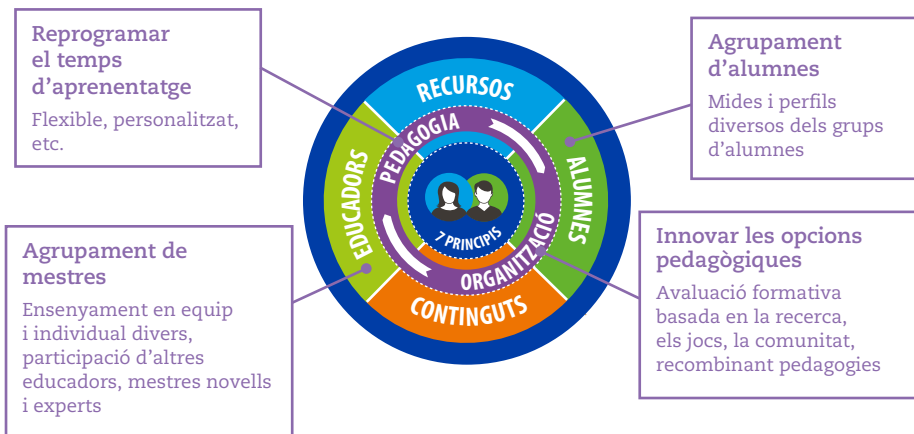 Reprogramar
el temps
d'aprenentatge
Flexible, personalitzat,
etc.
Agrupament
d'alumnes
Mides i perfils
diversos dels grups
d'alumnes
RECURSOS
PEDAGOGIA
EDUCADORS
ALUMNES
7 PRINCIPIS
ORGANITZACIÓ
CONTINGUTS
Agrupament de
mestres
Ensenyament en equip
i individual divers,
participació d'altres
educadors, mestres novells
i experts
Innovar les opcions
pedagògiques
Avaluació formativa
basada en la recerca,
els jocs, la comunitat,
recombinant pedagogies